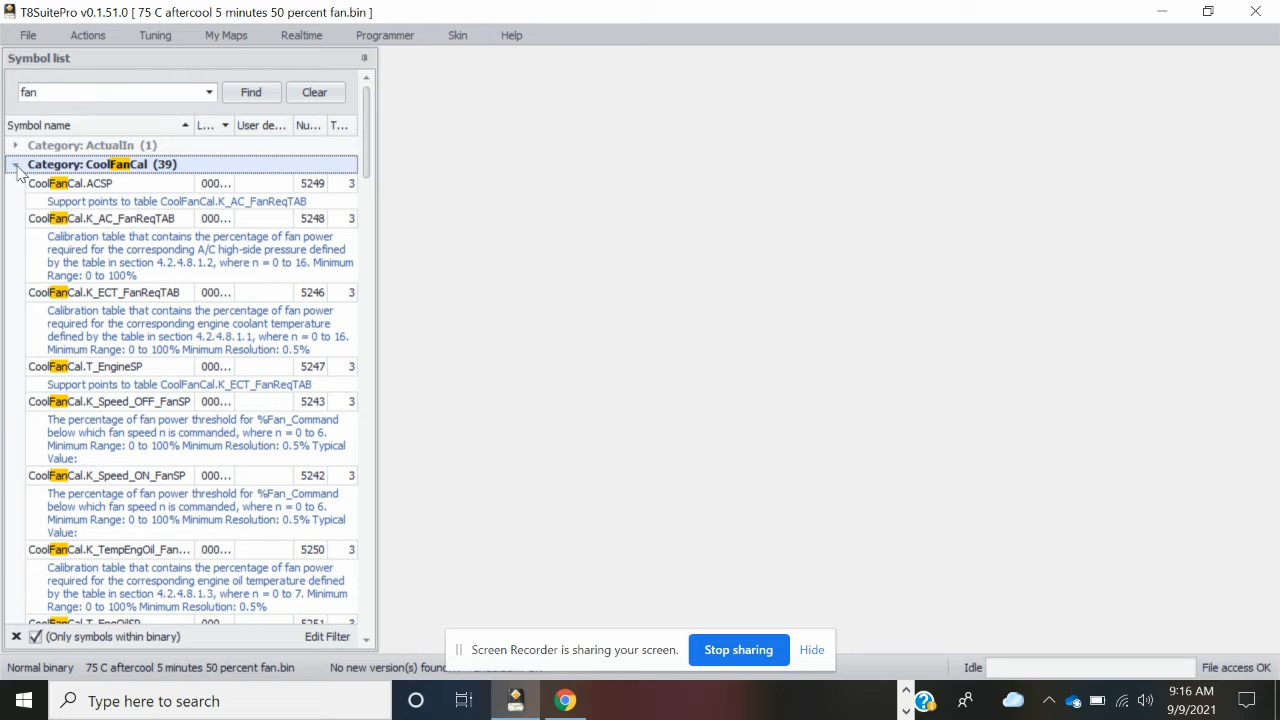 T8SuitePro v0.1.51.0 [ 75 C aftercool 5 minutes 50 percent fan.bin ]
File Actions Tuning My Maps Realtime Programmer Skin Help
Symbol list
fan Find Clear
Symbol name L... User de... Nu... T...
Category: ActualIn (1)
Category: CoolFanCal (39)
CoolFanCal.ACSP 000... 5249 3
Support points to table CoolFanCal.K_AC_FanReqTAB
CoolFanCal.K_AC_FanReqTAB 000... 5248 3
Calibration table that contains the percentage of fan power
required for the corresponding A/C high-side pressure defined
by the table in section 4.2.4.8.1.2, where n = 0 to 16. Minimum
Range: 0 to 100%
CoolFanCal.K_ECT_FanReqTAB 000... 5246 3
Calibration table that contains the percentage of fan power
required for the corresponding engine coolant temperature
defined by the table in section 4.2.4.8.1.1, where n = 0 to 16.
Minimum Range: 0 to 100% Minimum Resolution: 0.5%
CoolFanCal.T_EngineSP 000... 5247 3
Support points to table CoolFanCal.K_ECT_FanReqTAB
CoolFanCal.K_Speed_OFF_FanSP 000... 5243 3
The percentage of fan power threshold for %Fan_Command
below which fan speed n is commanded, where n = 0 to 6.
Minimum Range: 0 to 100% Minimum Resolution: 0.5% Typical
Value:
CoolFanCal.K_Speed_ON_FanSP 000... 5242 3
The percentage of fan power threshold for %Fan_Command
below which fan speed n is commanded, where n = 0 to 6.
Minimum Range: 0 to 100% Minimum Resolution: 0.5% Typical
Value:
CoolFanCal.K_TempEngOil_Fan... 000... 5250 3
Calibration table that contains the percentage of fan power
required for the corresponding engine oil temperature defined
by the table in section 4.2.4.8.1.3, where n = 0 to 7. Minimum
Range: 0 to 100% Minimum Resolution: 0.5%
CoolFanCal.T_EngOilSP 000... 5251 3
(Only symbols within binary) Edit Filter
Screen Recorder is sharing your screen. Stop sharing Hide
Normal binary 75 C aftercool 5 minutes 50 percent fan.bin No new version(s) foun Idle File access OK
Type here to search
9:16 AM
9/9/2021